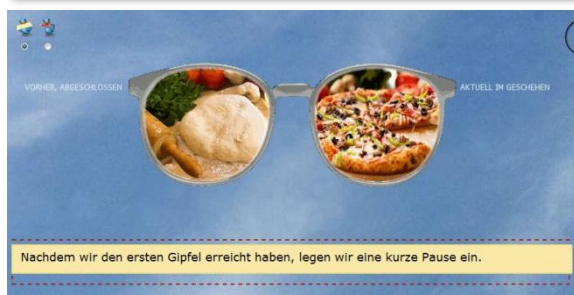 VORHER, ABGESCHLOSSEN
AKTUELL IM GESCHEHEN
Nachdem wir den ersten Gipfel erreicht haben, legen wir eine kurze Pause ein.